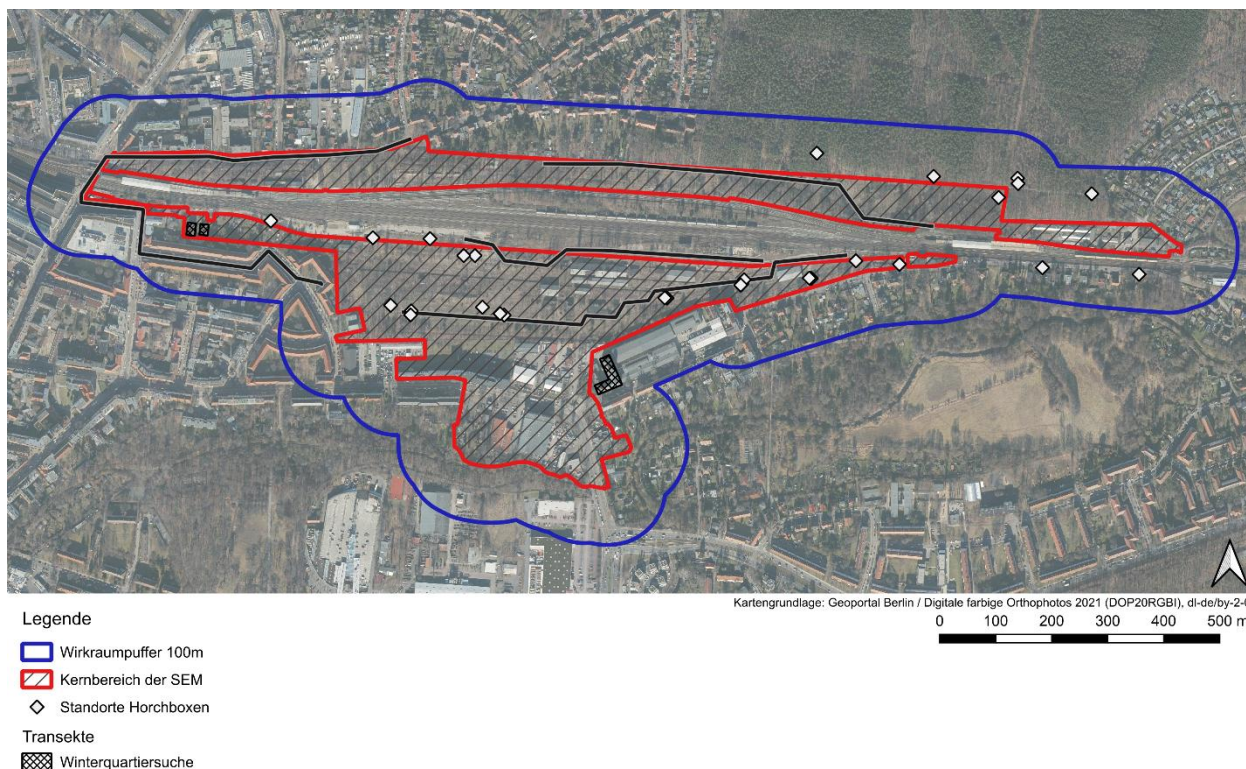 Kartengrundlage: Geoportal Berlin / Digitale farbige Orthophotos 2021 (DOP20RGBI), dl-de/by-2-0
0 100 200 300 400 500 m
Legende
Wirkraumpuffer 100m
Kernbereich der SEM
Standorte Horchboxen
Transekte
Winterquartiersuche